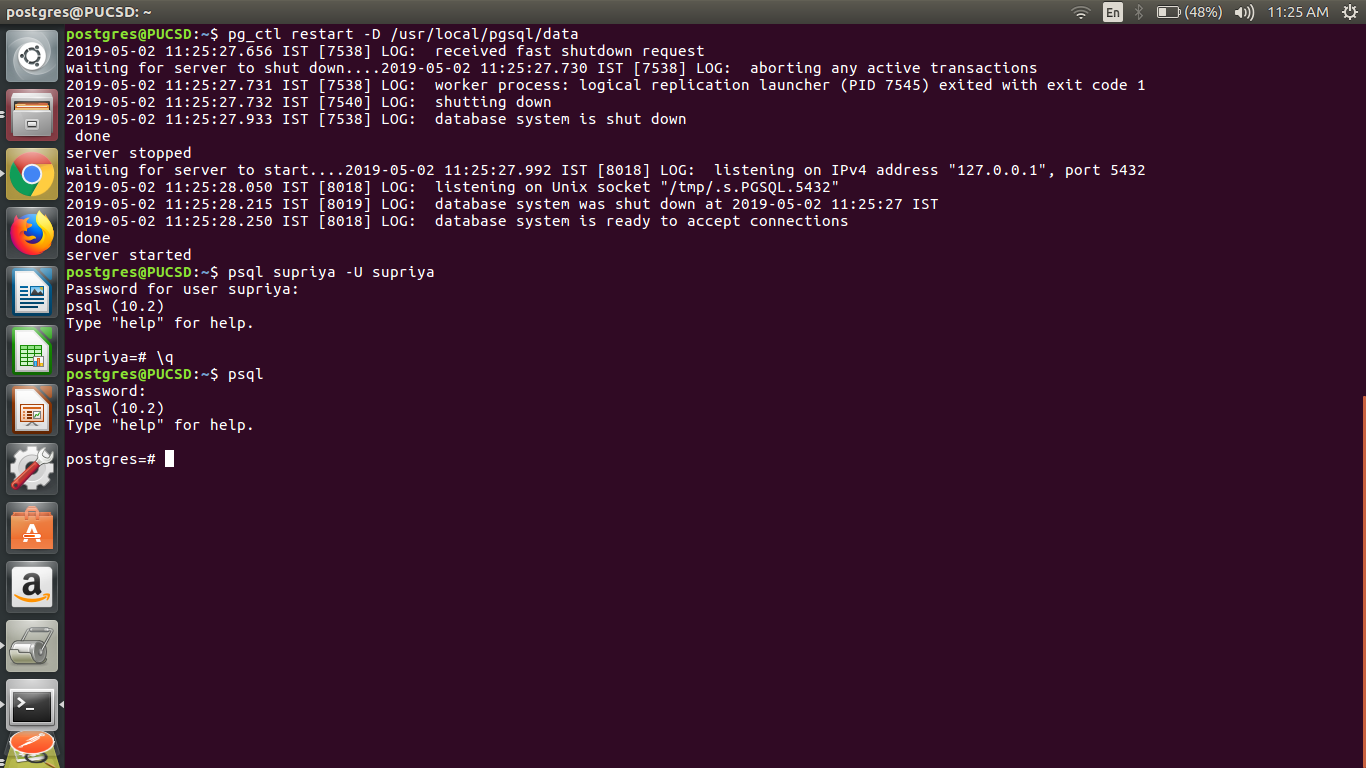 postgres@PUCSD: ~
En
(48%)
11:25 AM
postgres@PUCSD:~$ pg_ctl restart -D /usr/local/pgsql/data
2019-05-02 11:25:27.656 IST [7538] LOG:  received fast shutdown request
waiting for server to shut down....2019-05-02 11:25:27.730 IST [7538] LOG:  aborting any active transactions
2019-05-02 11:25:27.731 IST [7538] LOG:  worker process: logical replication launcher (PID 7545) exited with exit code 1
2019-05-02 11:25:27.732 IST [7540] LOG:  shutting down
2019-05-02 11:25:27.933 IST [7538] LOG:  database system is shut down
 done
server stopped
waiting for server to start....2019-05-02 11:25:27.992 IST [8018] LOG:  listening on IPv4 address "127.0.0.1", port 5432
2019-05-02 11:25:28.050 IST [8018] LOG:  listening on Unix socket "/tmp/.s.PGSQL.5432"
2019-05-02 11:25:28.215 IST [8019] LOG:  database system was shut down at 2019-05-02 11:25:27 IST
2019-05-02 11:25:28.250 IST [8018] LOG:  database system is ready to accept connections
 done
server started
postgres@PUCSD:~$ psql supriya -U supriya
Password for user supriya:
psql (10.2)
Type "help" for help.

supriya=# \q
postgres@PUCSD:~$ psql
Password:
psql (10.2)
Type "help" for help.

postgres=#